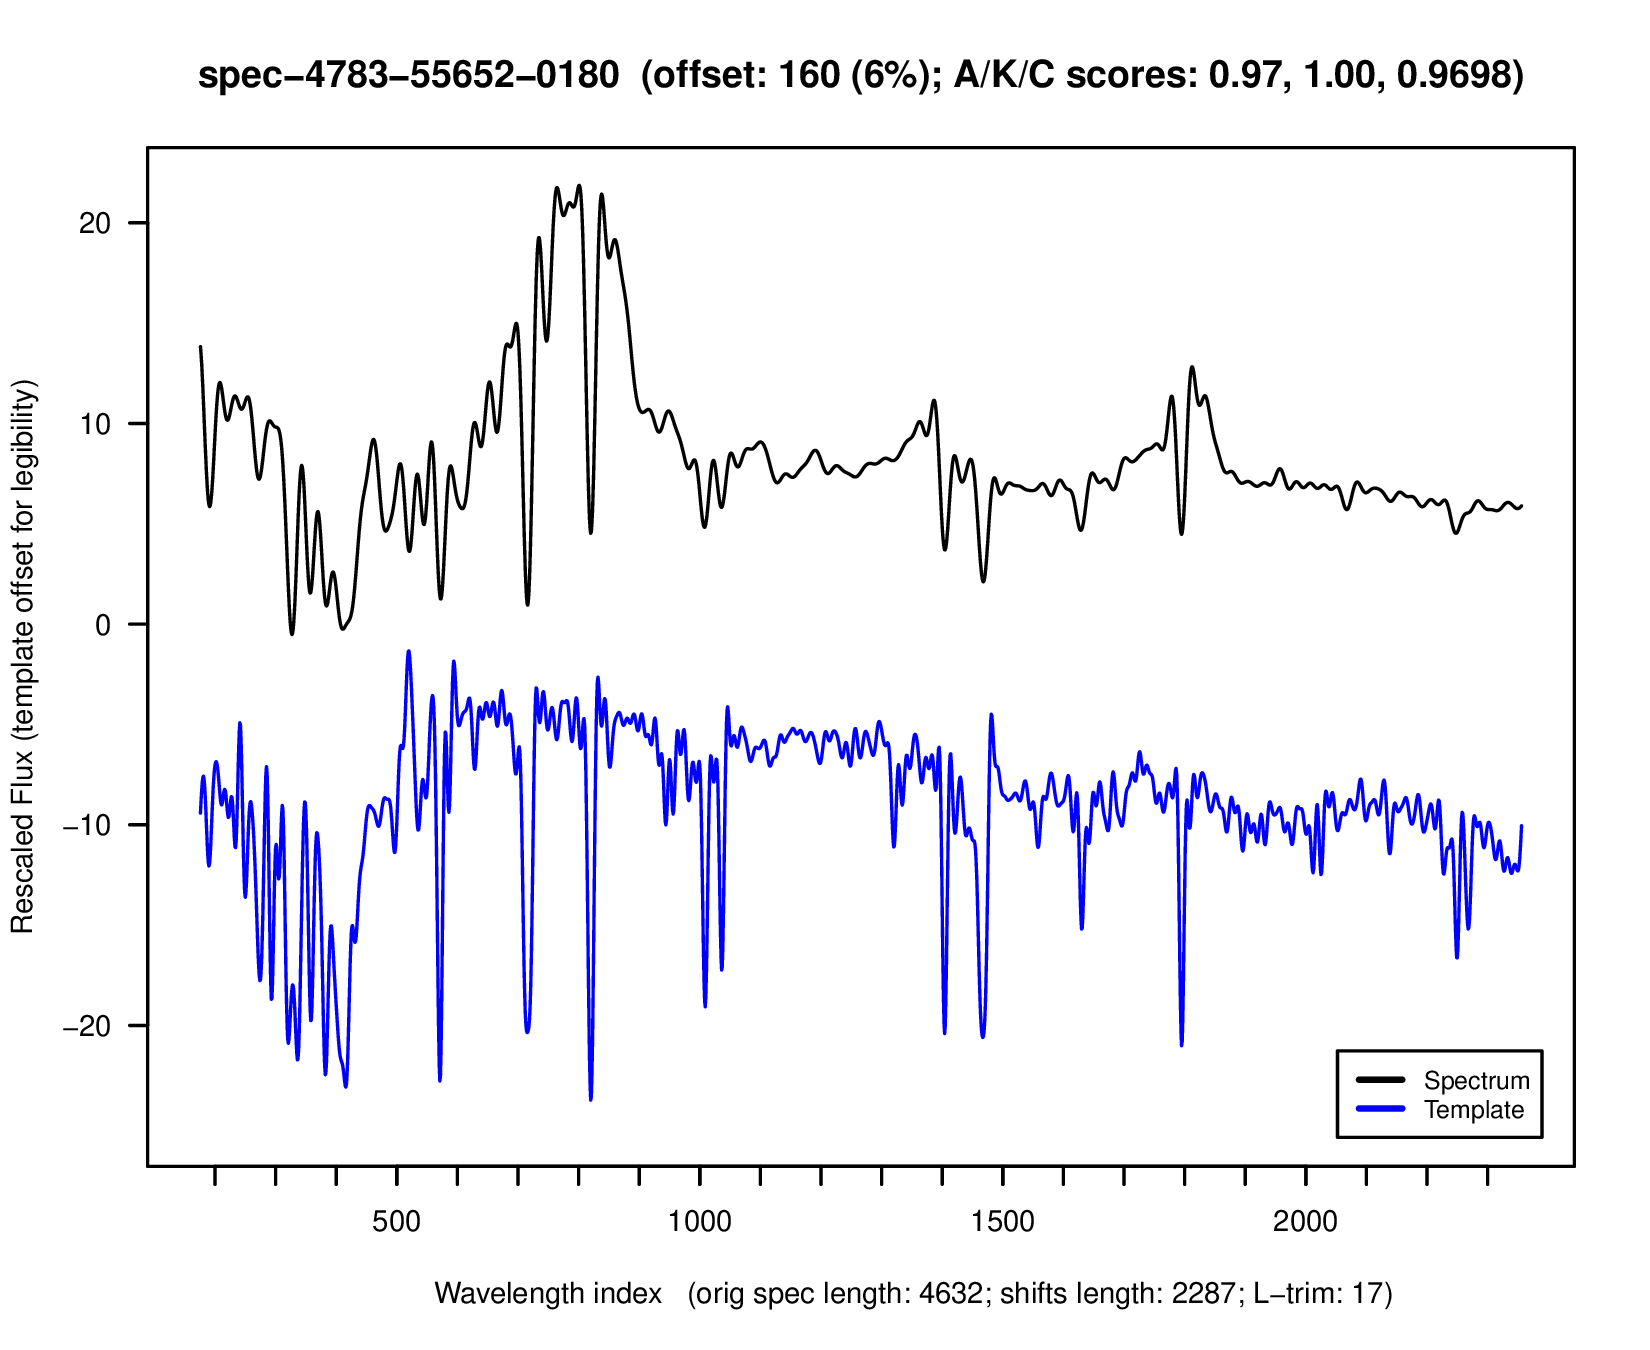 spec−4783−55652−0180 (offset: 160 (6%); A/K/C scores: 0.97, 1.00, 0.9698)
Rescaled Flux (template offset for legibility)
20
10
0
−10
−20
500 1000 1500 2000
Wavelength index (orig spec length: 4632; shifts length: 2287; L−trim: 17)
Spectrum
Template